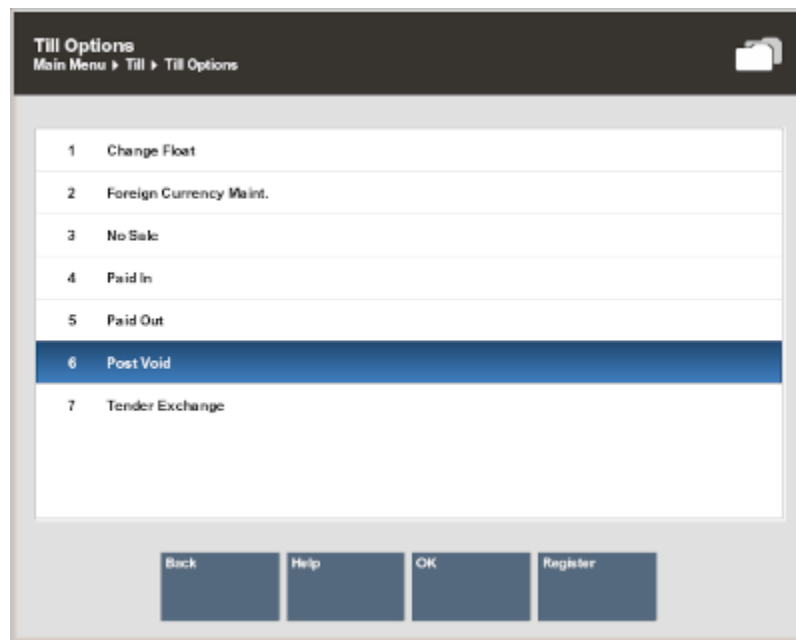 Till Options
Main Menu ▸ Till ▸ Till Options
1 Change Float
2 Foreign Currency Maint.
3 No Sale
4 Paid In
5 Paid Out
6 Post Void
7 Tender Exchange
Back Help OK Register